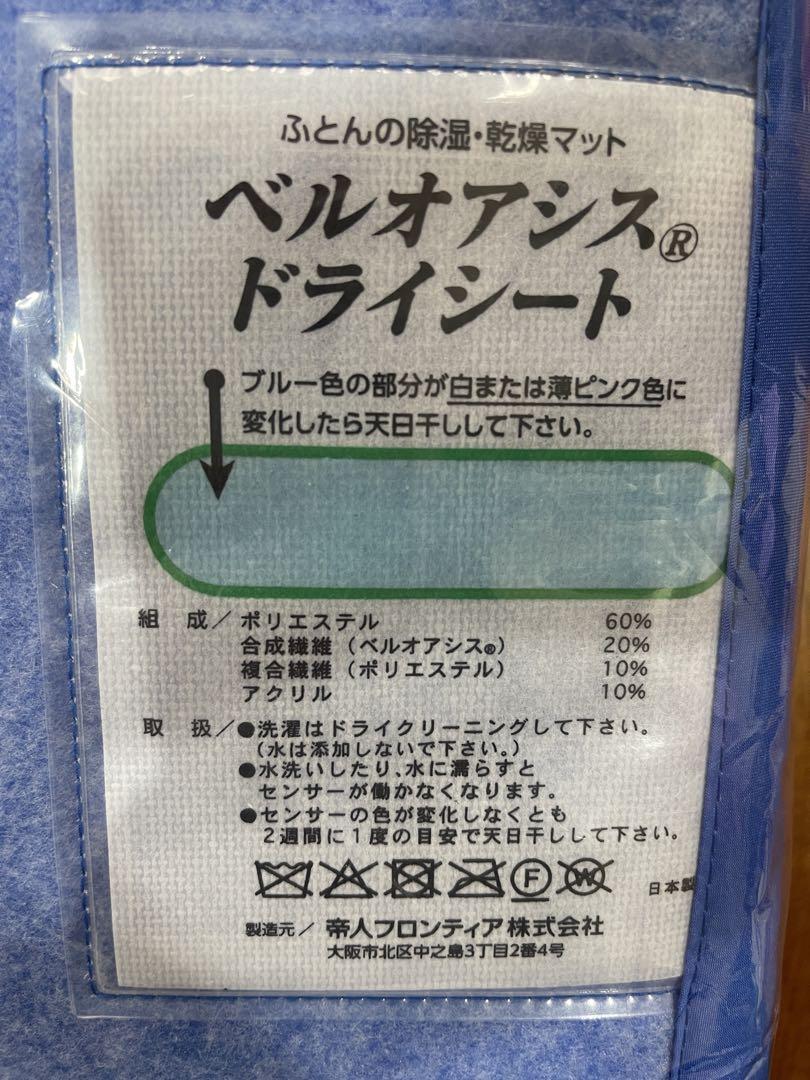 ふとんの除湿・乾燥マット
ベルオアシス®
ドライシート
ブルー色の部分が白または薄ピンク色に
変化したら天日干しして下さい。
組 成／ポリエステル 60%
合成繊維（ベルオアシス®） 20%
複合繊維（ポリエステル） 10%
アクリル 10%
取 扱／●洗濯はドライクリーニングして下さい。
（水は添加しないで下さい。）
●水洗いしたり、水に濡らすと
センサーが働かなくなります。
●センサーの色が変化しなくとも
2週間に1度の目安で天日干しして下さい。
F W
日本製
製造元／帝人フロンティア株式会社
大阪市北区中之島3丁目2番4号